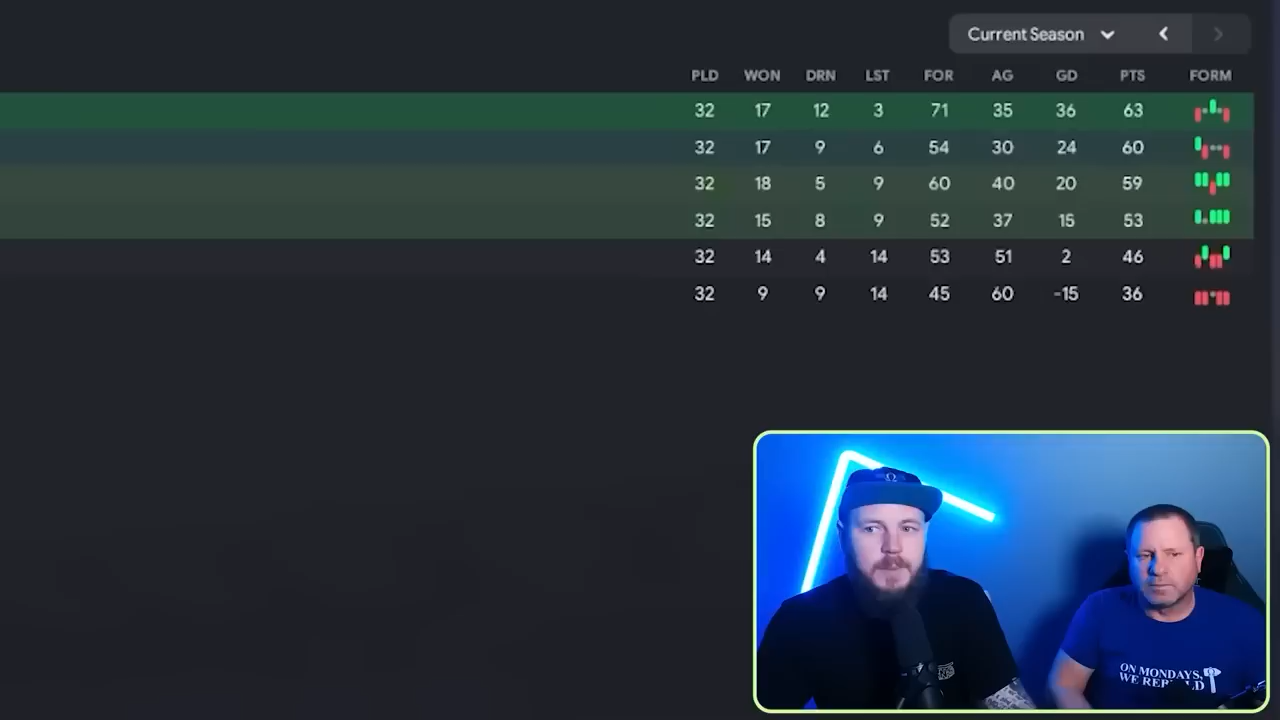 Current Season
PLD WON DRN LST FOR AG GD PTS FORM
32 17 12 3 71 35 36 63
32 17 9 6 54 30 24 60
32 18 5 9 60 40 20 59
32 15 8 9 52 37 15 53
32 14 4 14 53 51 2 46
32 9 9 14 45 60 -15 36
Ω
ON MONDAYS,
WE